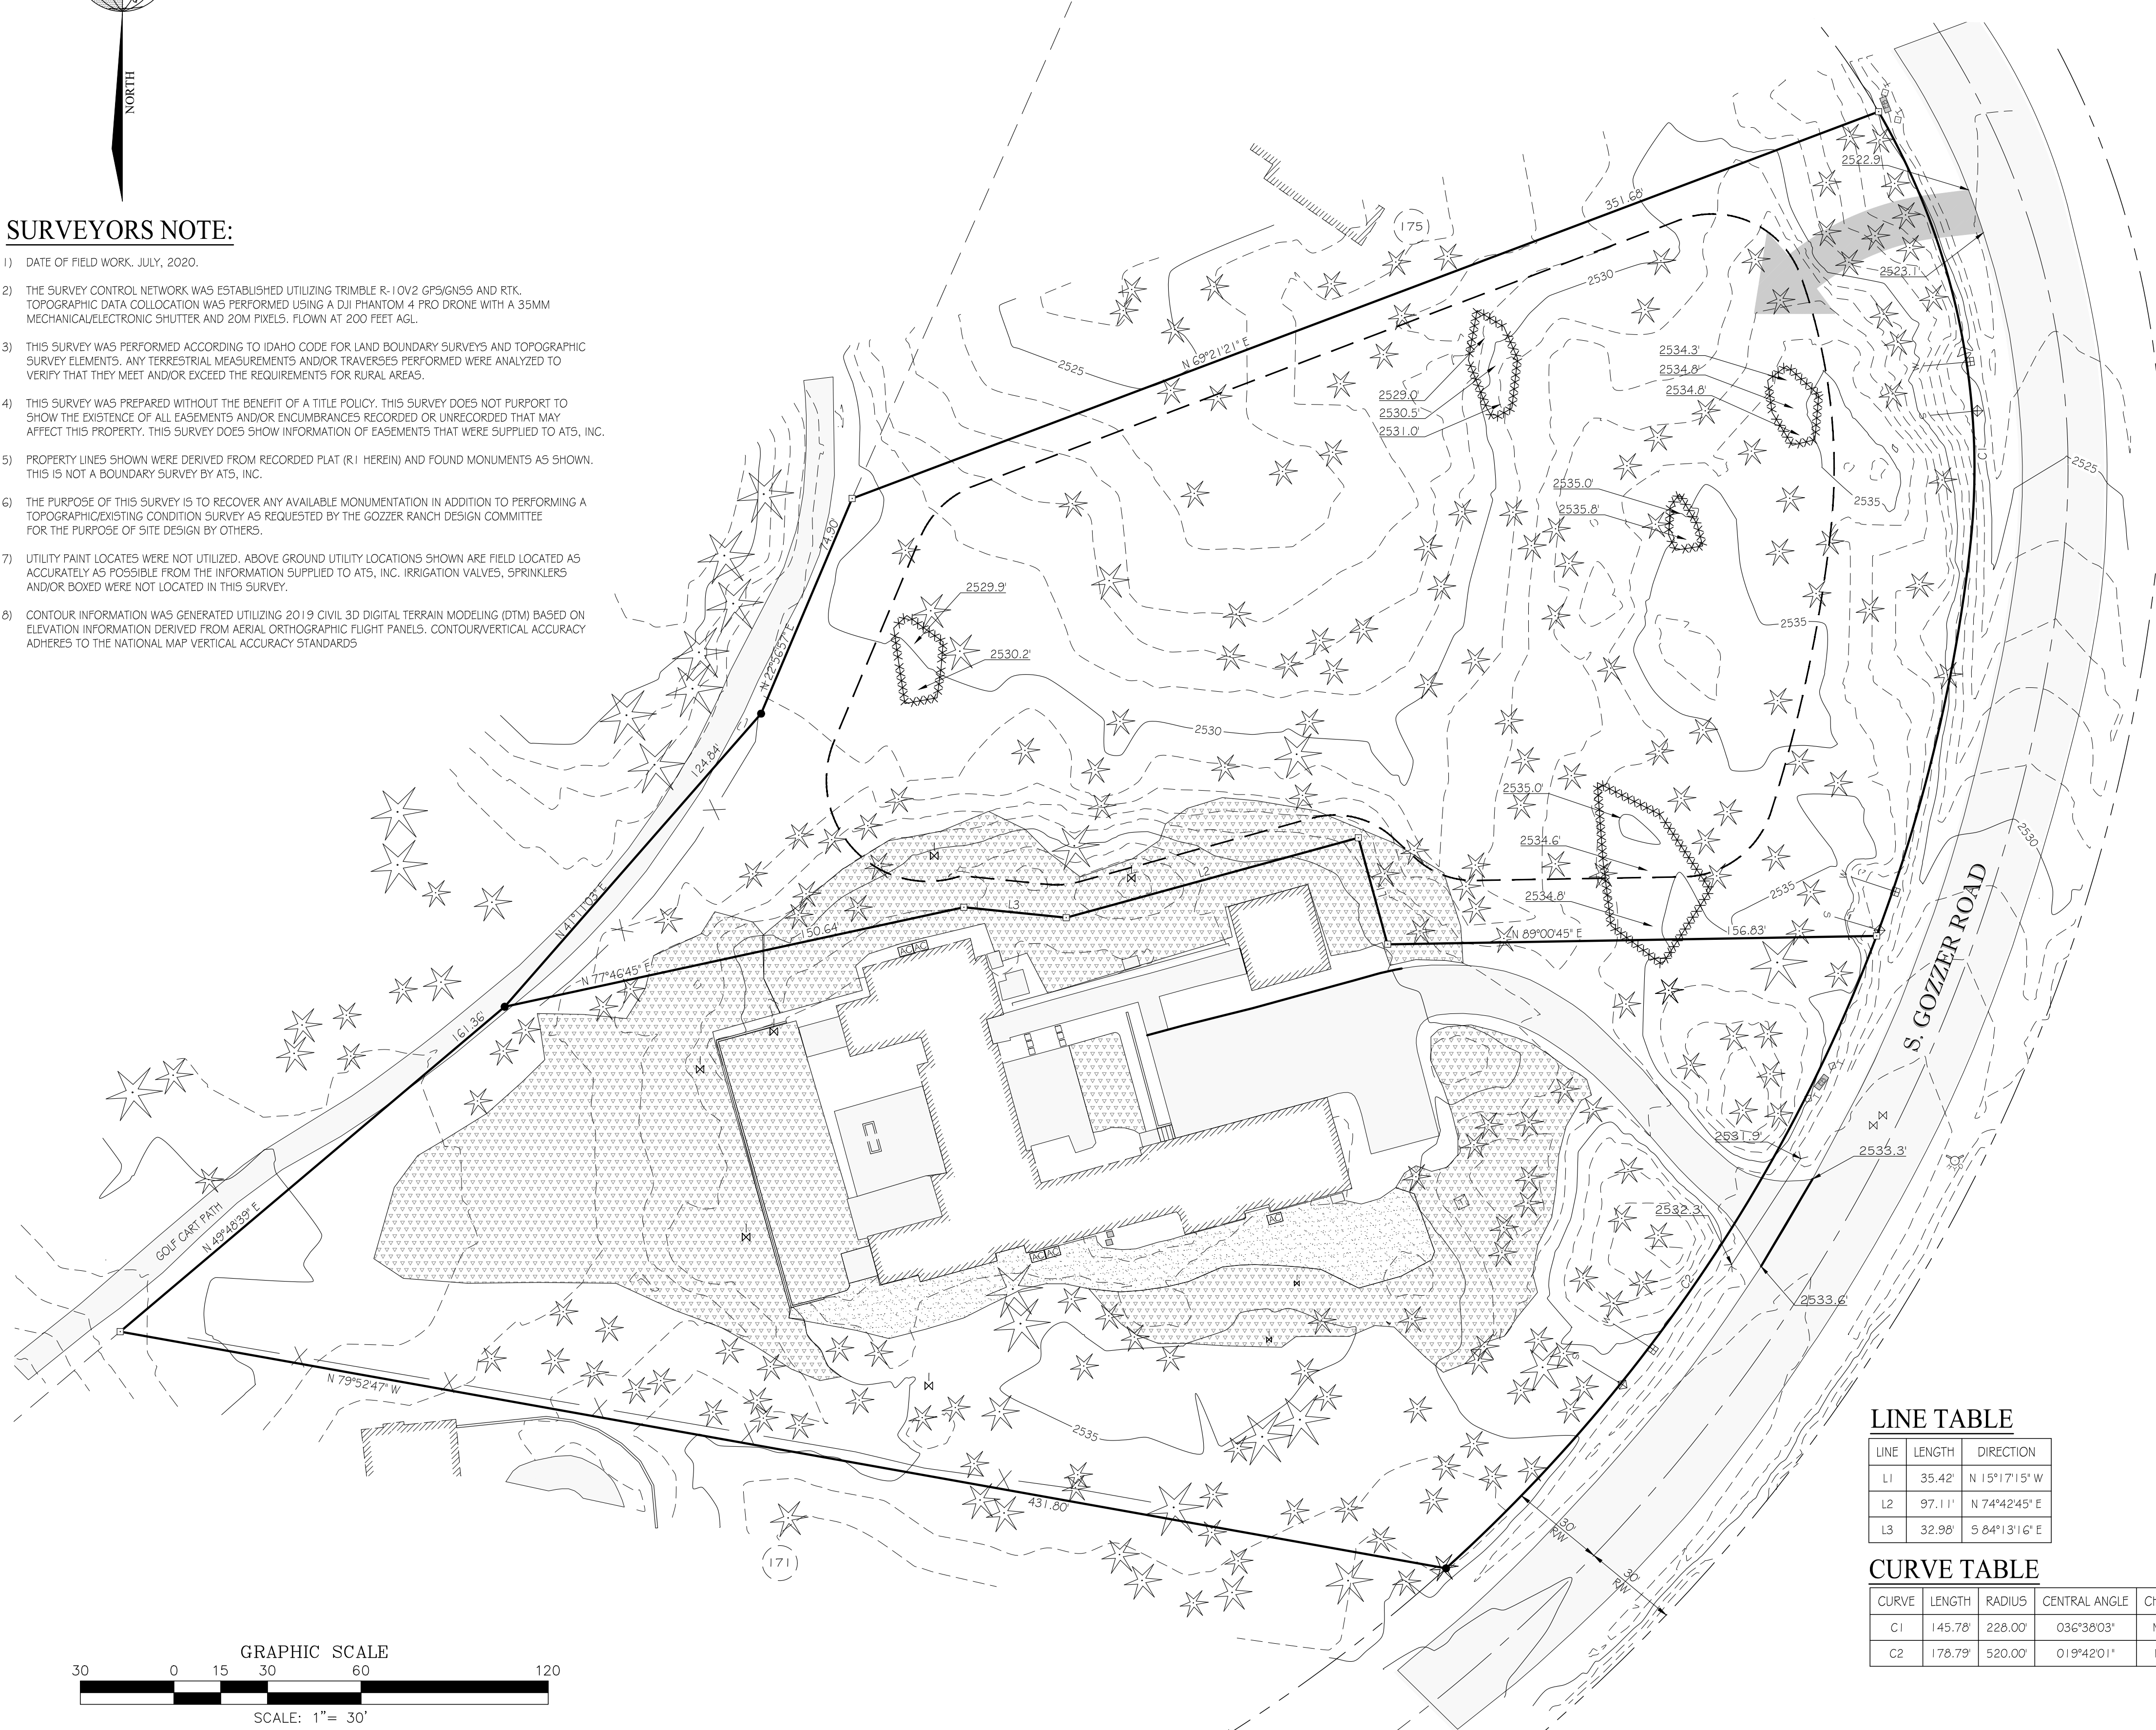 NORTH
SURVEYORS NOTE:
1) DATE OF FIELD WORK. JULY, 2020.
2) THE SURVEY CONTROL NETWORK WAS ESTABLISHED UTILIZING TRIMBLE R-10V2 GPS/GNSS AND RTK.
TOPOGRAPHIC DATA COLLOCATION WAS PERFORMED USING A DJI PHANTOM 4 PRO DRONE WITH A 35MM
MECHANICAL/ELECTRONIC SHUTTER AND 20M PIXELS. FLOWN AT 200 FEET AGL.
3) THIS SURVEY WAS PERFORMED ACCORDING TO IDAHO CODE FOR LAND BOUNDARY SURVEYS AND TOPOGRAPHIC
SURVEY ELEMENTS. ANY TERRESTRIAL MEASUREMENTS AND/OR TRAVERSES PERFORMED WERE ANALYZED TO
VERIFY THAT THEY MEET AND/OR EXCEED THE REQUIREMENTS FOR RURAL AREAS.
4) THIS SURVEY WAS PREPARED WITHOUT THE BENEFIT OF A TITLE POLICY. THIS SURVEY DOES NOT PURPORT TO
SHOW THE EXISTENCE OF ALL EASEMENTS AND/OR ENCUMBRANCES RECORDED OR UNRECORDED THAT MAY
AFFECT THIS PROPERTY. THIS SURVEY DOES SHOW INFORMATION OF EASEMENTS THAT WERE SUPPLIED TO ATS, INC.
5) PROPERTY LINES SHOWN WERE DERIVED FROM RECORDED PLAT (R1 HEREIN) AND FOUND MONUMENTS AS SHOWN.
THIS IS NOT A BOUNDARY SURVEY BY ATS, INC.
6) THE PURPOSE OF THIS SURVEY IS TO RECOVER ANY AVAILABLE MONUMENTATION IN ADDITION TO PERFORMING A
TOPOGRAPHIC/EXISTING CONDITION SURVEY AS REQUESTED BY THE GOZZER RANCH DESIGN COMMITTEE
FOR THE PURPOSE OF SITE DESIGN BY OTHERS.
7) UTILITY PAINT LOCATES WERE NOT UTILIZED. ABOVE GROUND UTILITY LOCATIONS SHOWN ARE FIELD LOCATED AS
ACCURATELY AS POSSIBLE FROM THE INFORMATION SUPPLIED TO ATS, INC. IRRIGATION VALVES, SPRINKLERS
AND/OR BOXED WERE NOT LOCATED IN THIS SURVEY.
8) CONTOUR INFORMATION WAS GENERATED UTILIZING 2019 CIVIL 3D DIGITAL TERRAIN MODELING (DTM) BASED ON
ELEVATION INFORMATION DERIVED FROM AERIAL ORTHOGRAPHIC FLIGHT PANELS. CONTOUR/VERTICAL ACCURACY
ADHERES TO THE NATIONAL MAP VERTICAL ACCURACY STANDARDS
2522.9'
351.68'
175
2523.1'
2530
N 69°21'21" E
2525
2534.3'
2534.8'
2534.8'
2529.0'
2530.5'
2531.0'
C1
2525
2535
2535.0'
2535.8'
74.90'
2529.9'
2535
N 22°56'57" E
2530.2'
2530
124.84'
2535.0'
2534.6'
2530
2535
2534.8'
L2
L3
N 41°11'03" E
150.64'
N 89°00'45" E
156.83'
AC AC
N 77°46'45" E
S. GOZZER ROAD
161.36'
2531.9'
2533.3'
T
2532.3'
GOLF CART PATH
N 49°48'39" E
AC
AC AC
C2
2533.6'
N 79°52'47" W
2535
431.80'
30'
R/W
30'
R/W
171
LINE TABLE
LINE LENGTH DIRECTION
L1 35.42' N 15°17'15" W
L2 97.11' N 74°42'45" E
L3 32.98' S 84°13'16" E
CURVE TABLE
CURVE LENGTH RADIUS CENTRAL ANGLE
C1 145.78' 228.00' 036°38'03"
C2 178.79' 520.00' 019°42'01"
GRAPHIC SCALE
30 0 15 30 60 120
SCALE: 1"= 30'